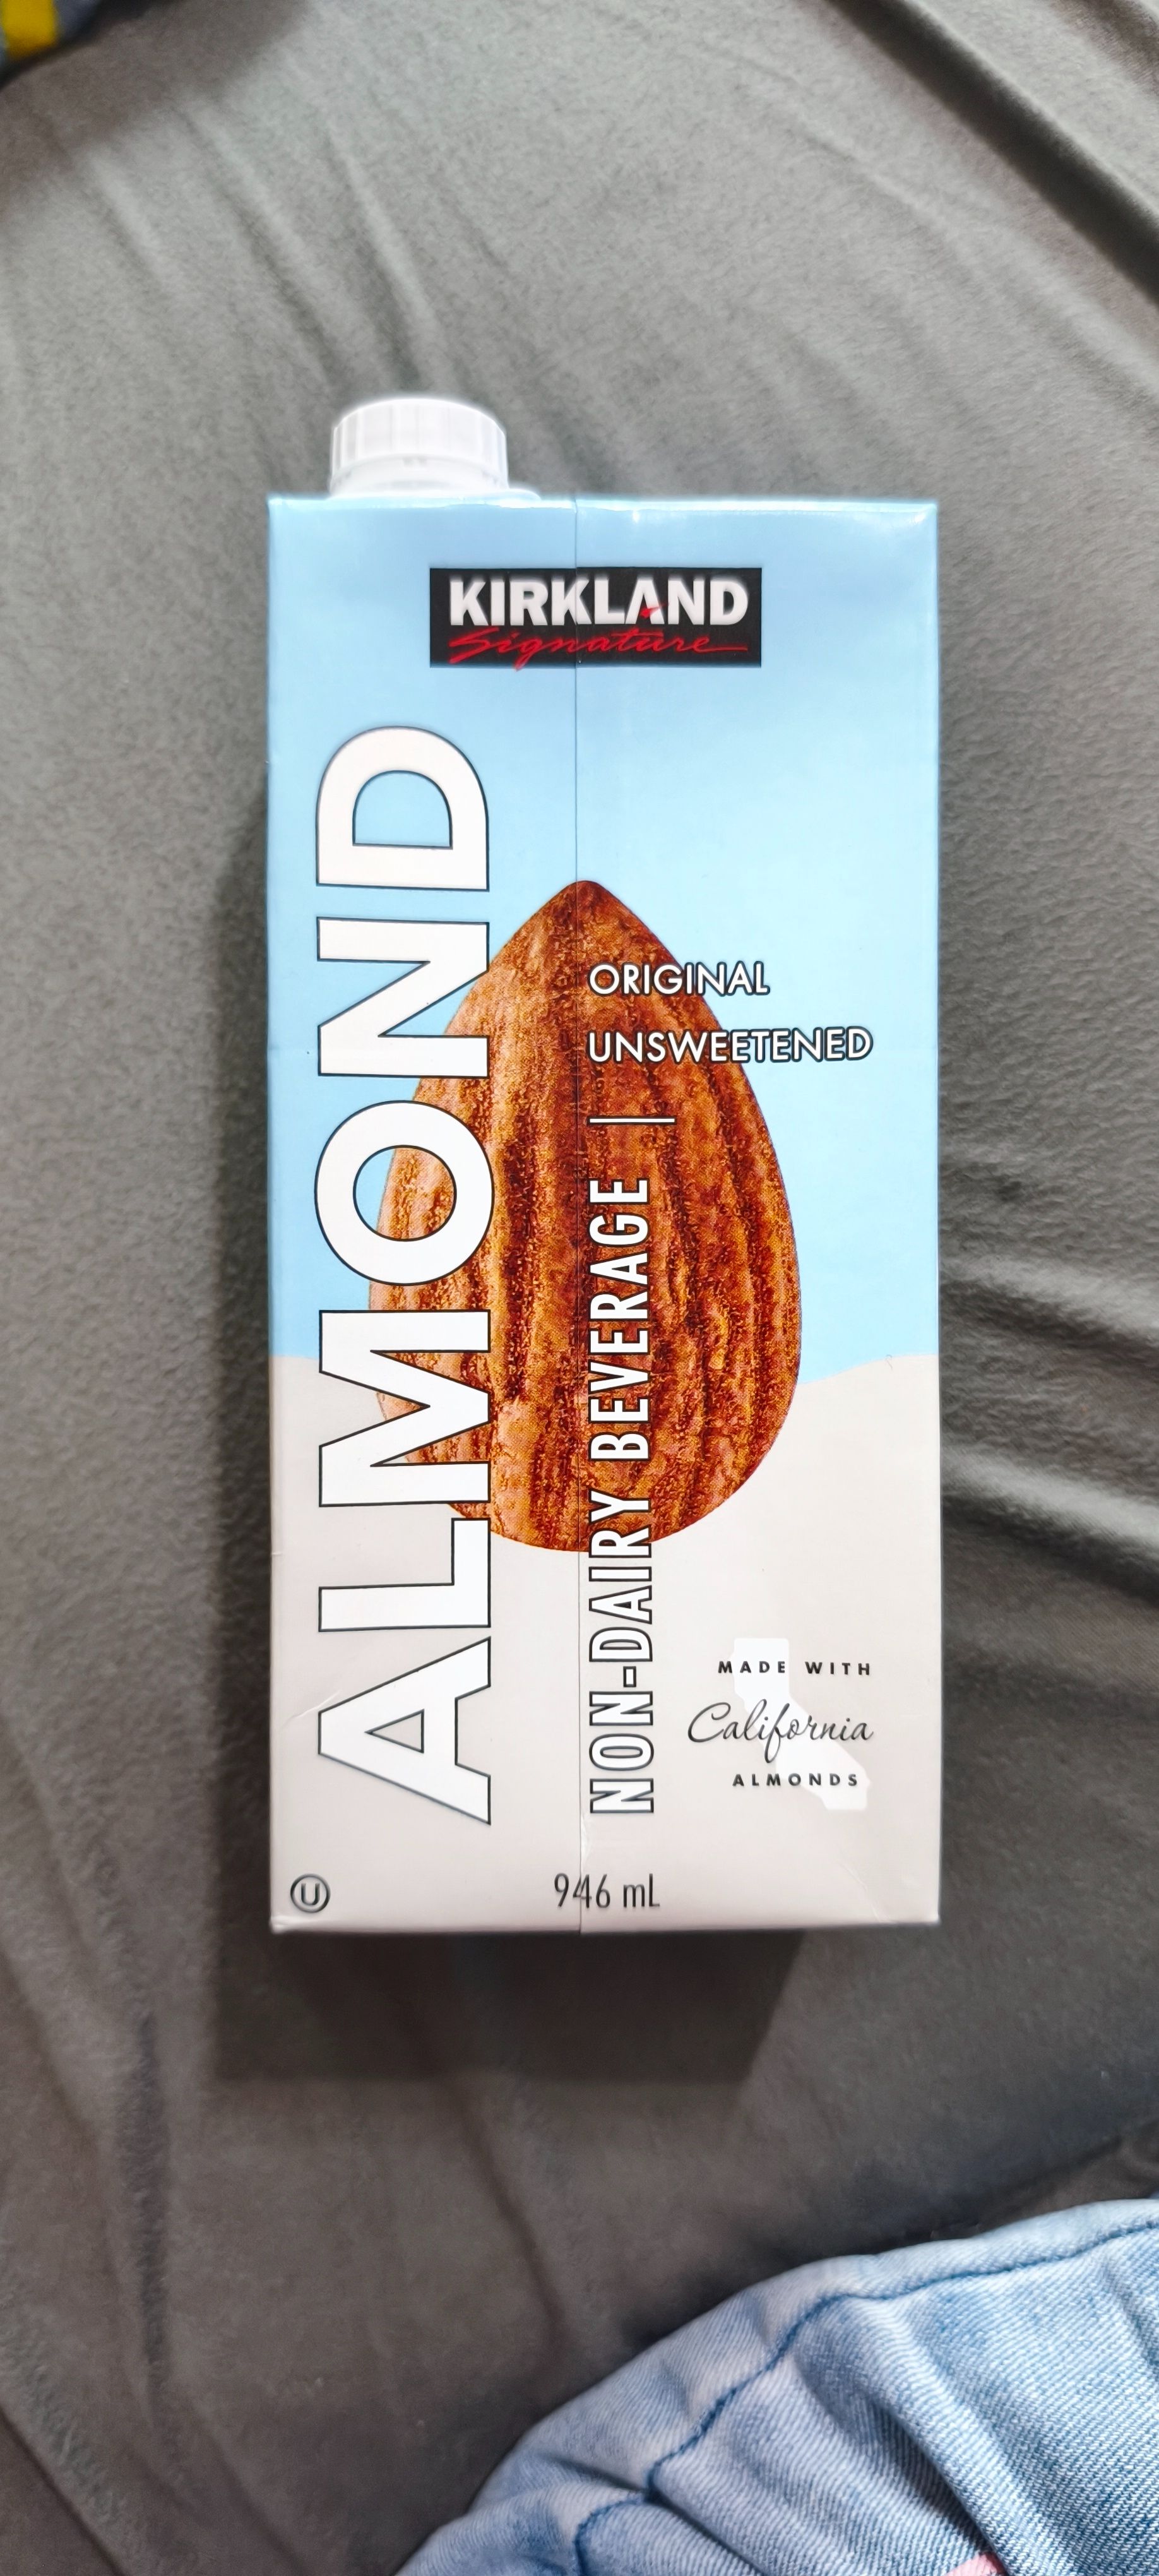 KIRKLAND
Signature
ALMOND
NON-DAIRY BEVERAGE |
ORIGINAL
UNSWEETENED
MADE WITH
California
ALMONDS
U
946 mL